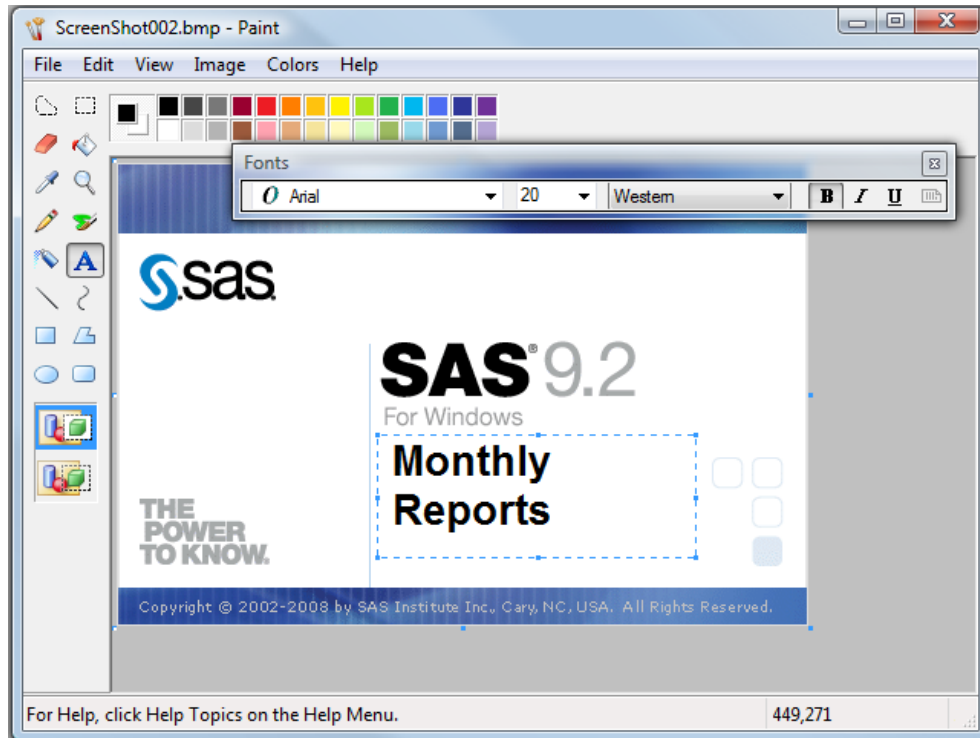 ScreenShot002.bmp - Paint
File Edit View Image Colors Help
Fonts
O Arial 20 Western B I U
A
S.sas.
SAS® 9.2
For Windows
Monthly
Reports
THE
POWER
TO KNOW.
Copyright © 2002-2008 by SAS Institute Inc., Cary, NC, USA. All Rights Reserved.
For Help, click Help Topics on the Help Menu. 449,271